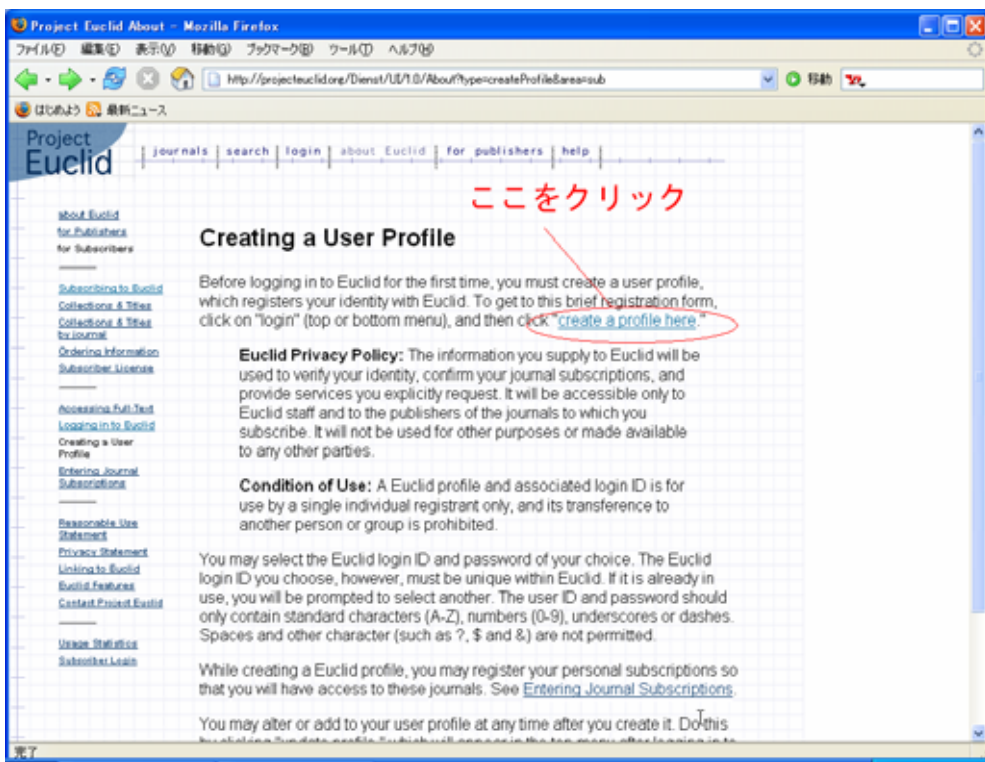 Project Euclid About - Mozilla Firefox
ファイル(F) 編集(E) 表示(V) 移動(G) ブックマーク(B) ツール(T) ヘルプ(H)
http://projecteuclid.org/Dienst/UI/1.0/About?type=createProfile&area=sub
移動
はじめよう 最新ニュース
Project
Euclid
journals search login about Euclid for publishers help
ここをクリック
about Euclid
for Publishers
for Subscribers
Subscribing to Euclid
Collections & Titles
Collections & Titles
by journal
Ordering Information
Subscriber License
Accessing Full Text
Logging in to Euclid
Creating a User
Profile
Entering Journal
Subscriptions
Reasonable Use
Statement
Privacy Statement
Linking to Euclid
Euclid Features
Contact Project Euclid
Usage Statistics
Subscriber Login
Creating a User Profile
Before logging in to Euclid for the first time, you must create a user profile,
which registers your identity with Euclid. To get to this brief registration form,
click on "login" (top or bottom menu), and then click "create a profile here."
Euclid Privacy Policy: The information you supply to Euclid will be
used to verify your identity, confirm your journal subscriptions, and
provide services you explicitly request. It will be accessible only to
Euclid staff and to the publishers of the journals to which you
subscribe. It will not be used for other purposes or made available
to any other parties.
Condition of Use: A Euclid profile and associated login ID is for
use by a single individual registrant only, and its transference to
another person or group is prohibited.
You may select the Euclid login ID and password of your choice. The Euclid
login ID you choose, however, must be unique within Euclid. If it is already in
use, you will be prompted to select another. The user ID and password should
only contain standard characters (A-Z), numbers (0-9), underscores or dashes.
Spaces and other character (such as ?, $ and &) are not permitted.
While creating a Euclid profile, you may register your personal subscriptions so
that you will have access to these journals. See Entering Journal Subscriptions.
You may alter or add to your user profile at any time after you create it. Do this
by clicking "update profile," which will appear in the top menu after logging in to
完了